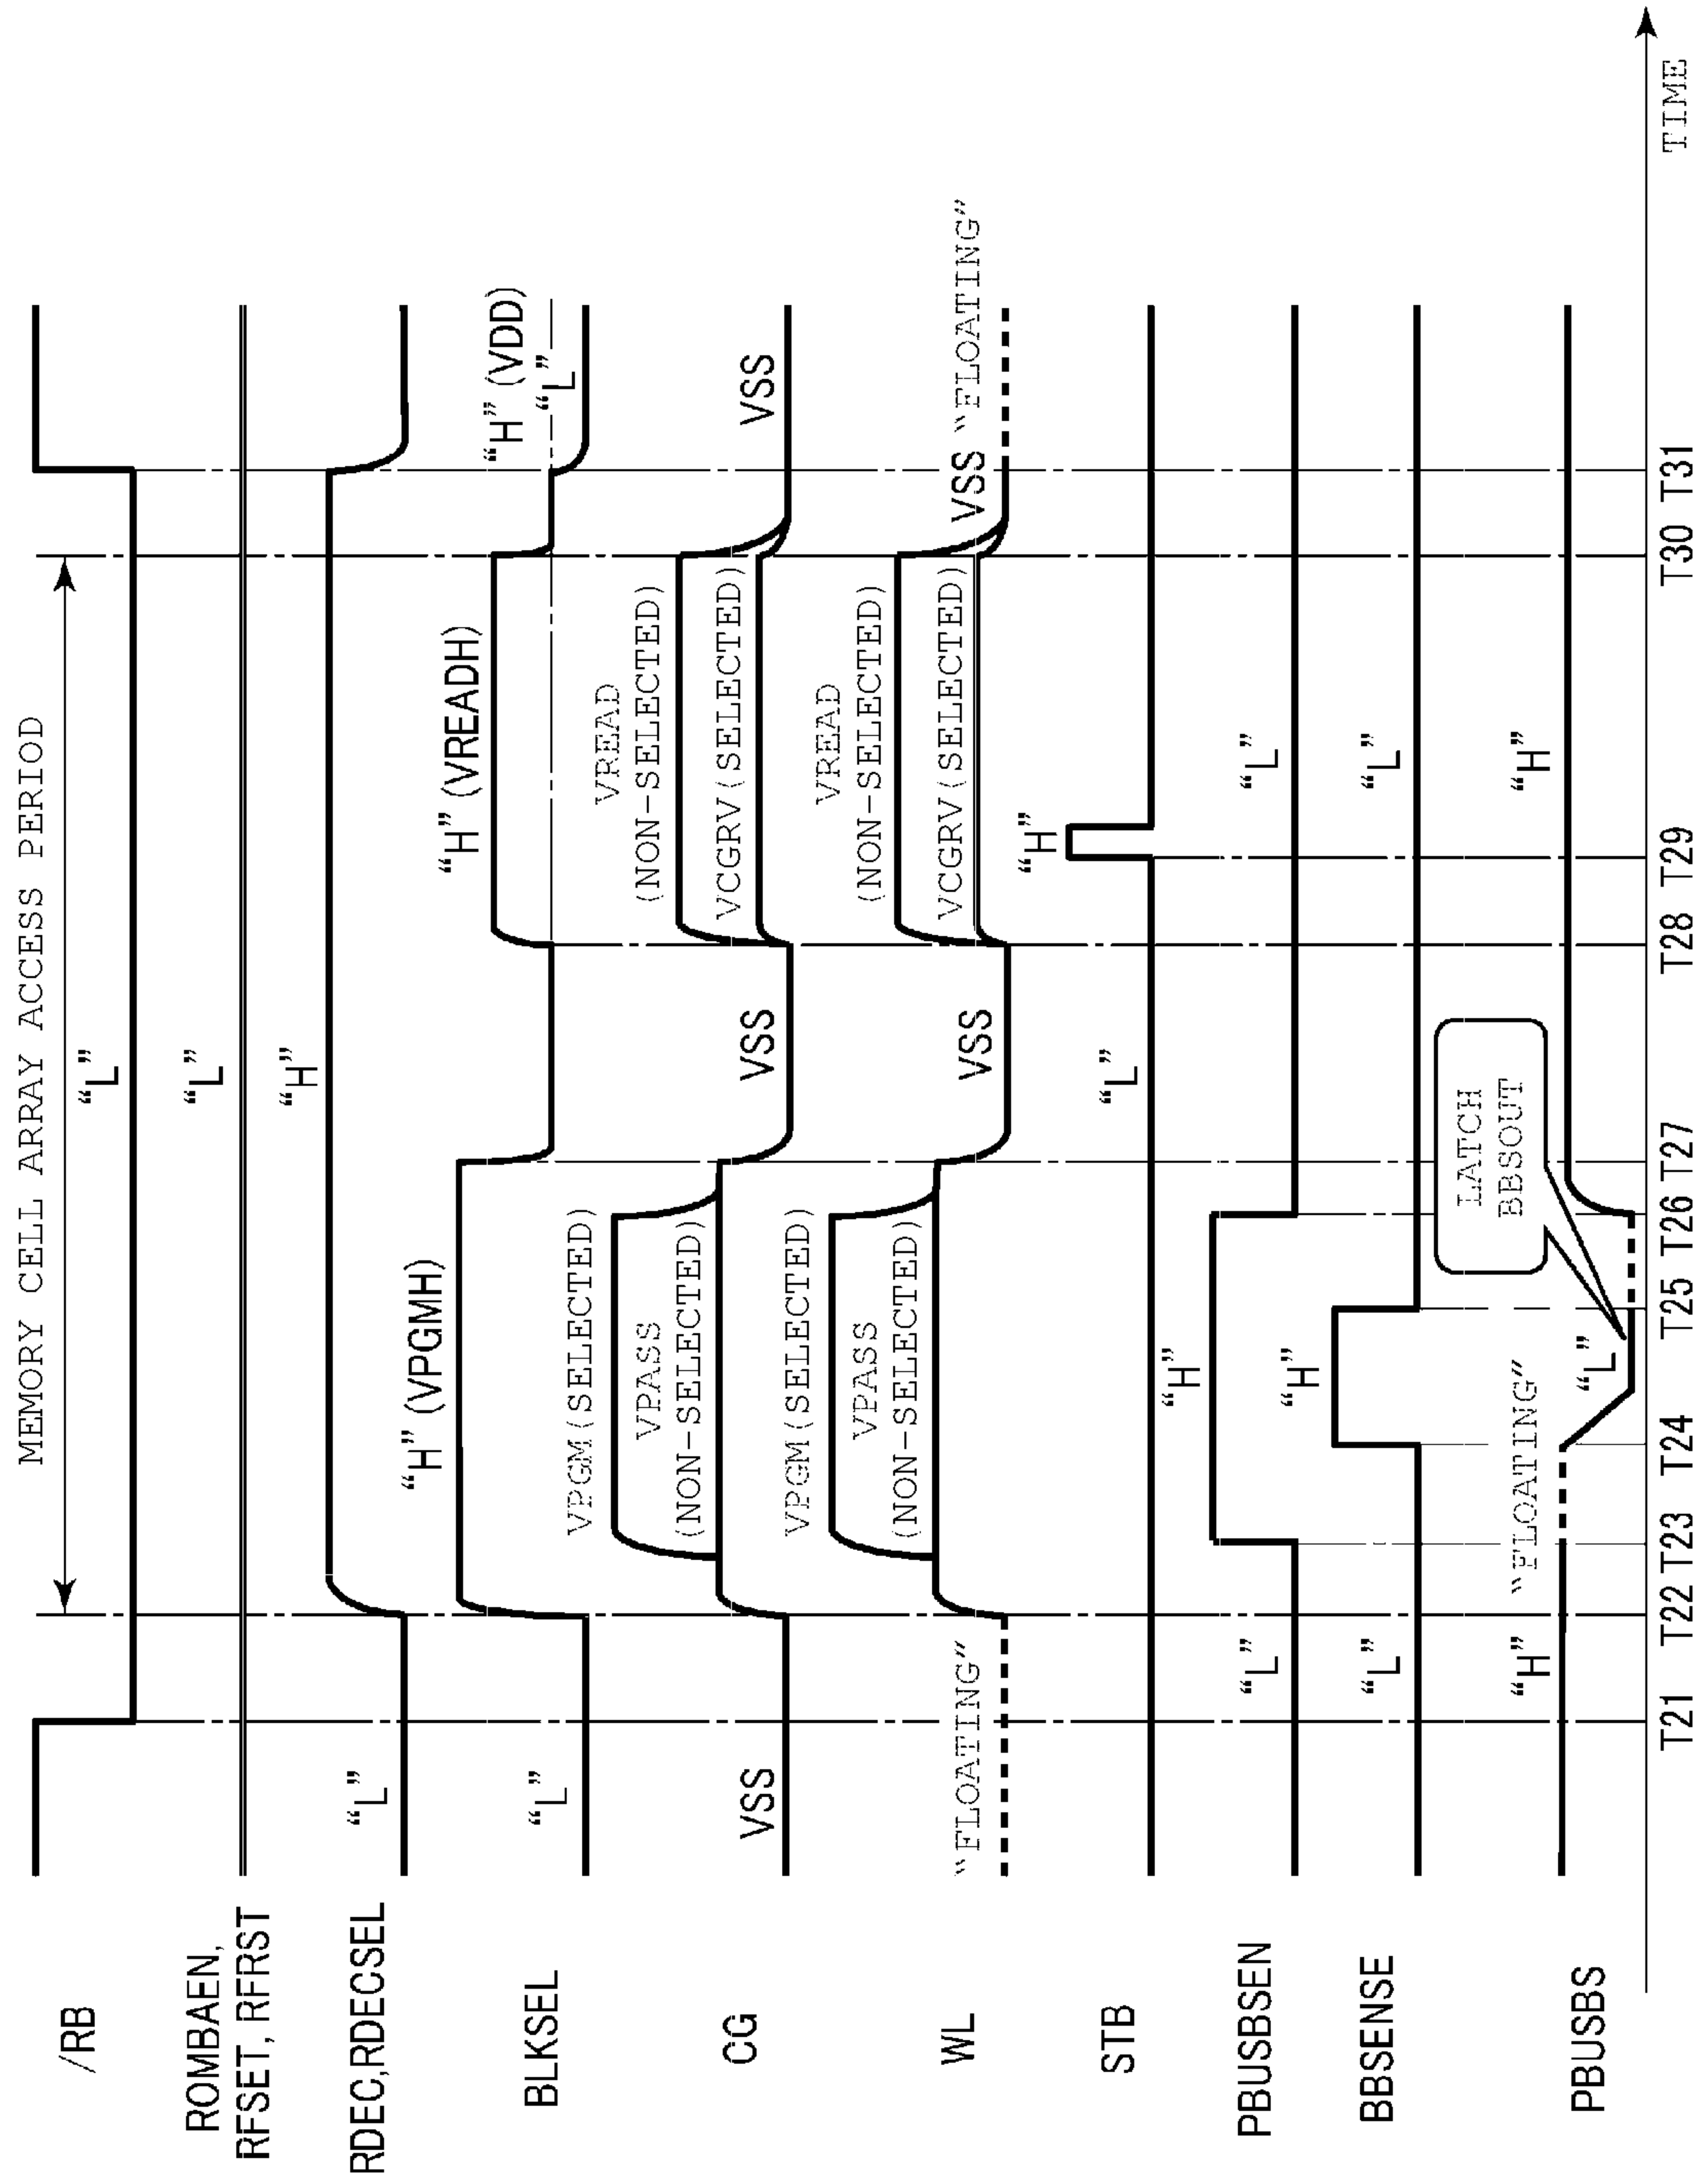 MEMORY CELL ARRAY ACCESS PERIOD
/RB
“L”
ROMBAEN,
RFSET, RFRST
“L”
RDEC,RDECSEL
“L”
“H”
BLKSEL
“L”
“H” (VPGMH)
“H” (VREADH)
“H” (VDD)
“L”
CG
VSS
VPGM(SELECTED)
VPASS
(NON-SELECTED)
VSS
VREAD
(NON-SELECTED)
VCGRV(SELECTED)
VSS
WL
“FLOATING”
VPGM(SELECTED)
VPASS
(NON-SELECTED)
VSS
VREAD
(NON-SELECTED)
VCGRV(SELECTED)
VSS “FLOATING”
STB
“L”
“H”
PBUSBSEN
“L”
“H”
“L”
BBSENSE
“L”
“H”
“L”
PBUSBS
“H”
“FLOATING”
“L”
LATCH
BBSOUT
“H”
T21 T22 T23 T24 T25 T26 T27 T28 T29 T30 T31 TIME